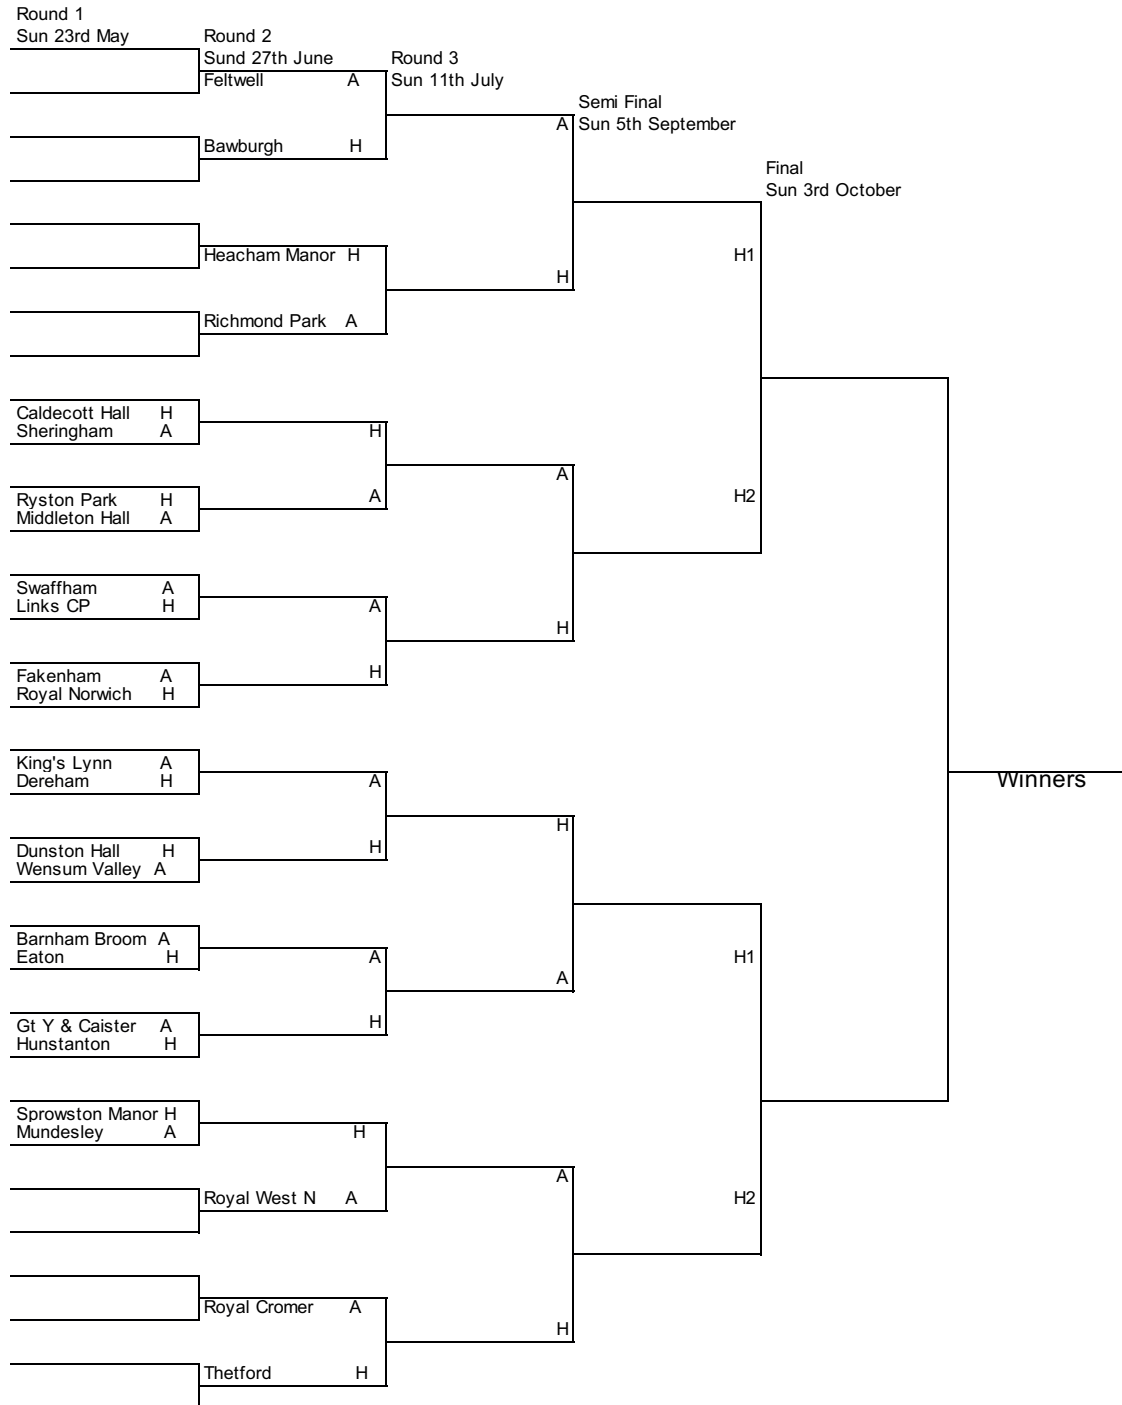 Round 1
Sun 23rd May
Round 2
Sund 27th June
Feltwell A
Round 3
Sun 11th July
Semi Final
Sun 5th September
A
Bawburgh H
Final
Sun 3rd October
Heacham Manor H
H1
H
Richmond Park A
Caldecott Hall H
Sheringham A
H
A
Ryston Park H
Middleton Hall A
A
H2
Swaffham A
Links CP H
A
H
Fakenham A
Royal Norwich H
H
King's Lynn A
Dereham H
A
Winners
H
Dunston Hall H
Wensum Valley A
H
Barnham Broom A
Eaton H
A
H1
A
Gt Y & Caister A
Hunstanton H
H
Sprowston Manor H
Mundesley A
H
A
Royal West N A
H2
Royal Cromer A
H
Thetford H